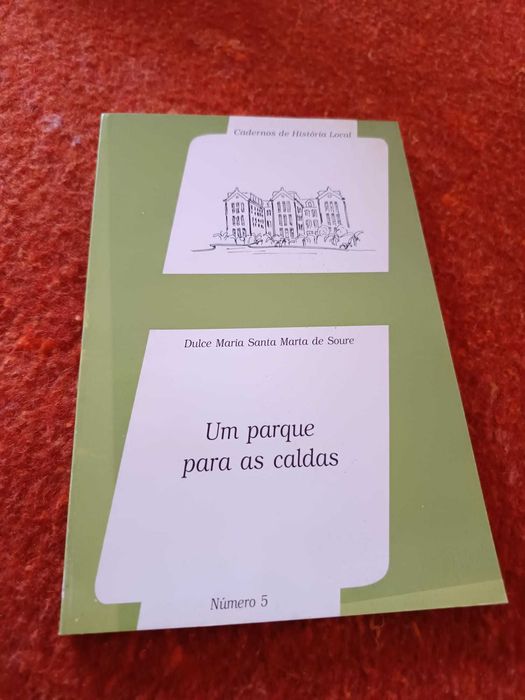 Cadernos de História Local
Dulce Maria Santa Marta de Soure
Um parque
para as caldas
Número 5